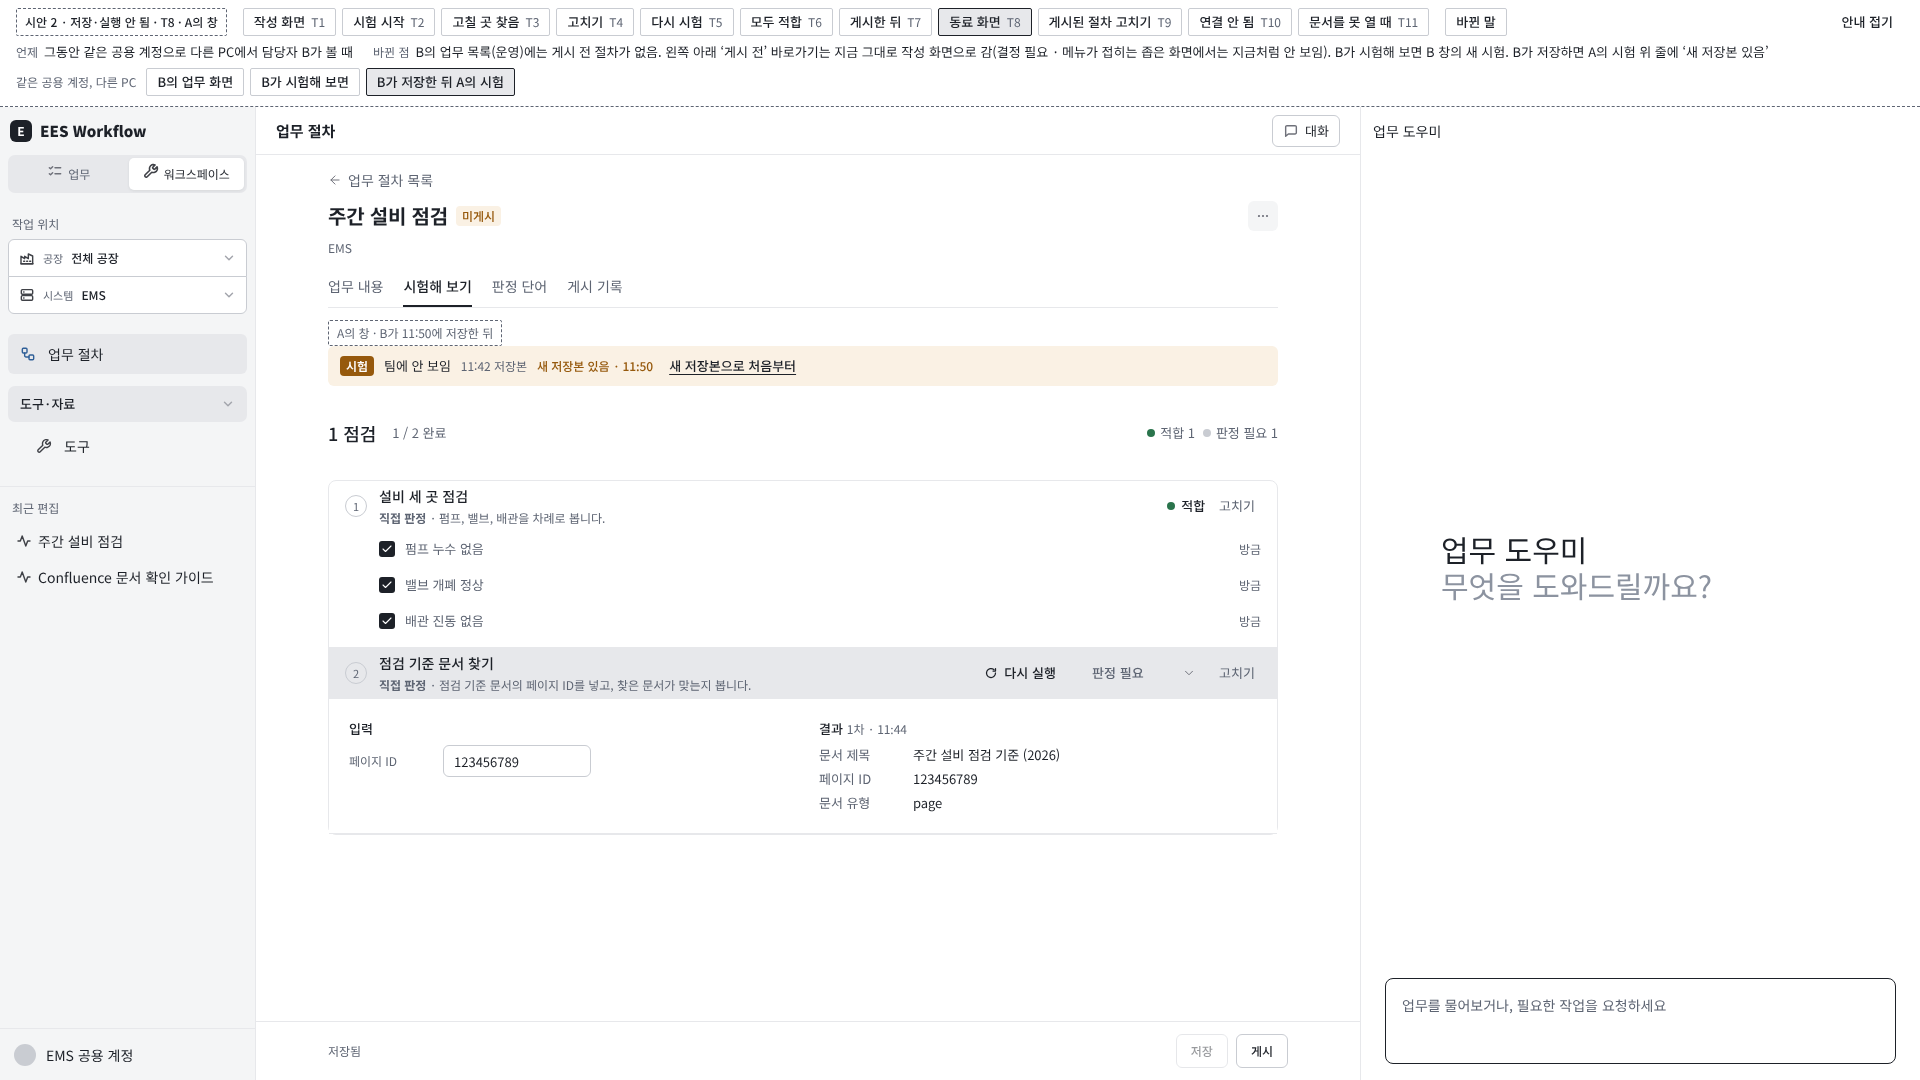 시안 2 · 저장·실행 안 됨 · T8 · A의 창
작성 화면 T1
시험 시작 T2
고칠 곳 찾음 T3
고치기 T4
다시 시험 T5
모두 적합 T6
게시한 뒤 T7
동료 화면 T8
게시된 절차 고치기 T9
연결 안 됨 T10
문서를 못 열 때 T11
바뀐 말
안내 접기
언제 그동안 같은 공용 계정으로 다른 PC에서 담당자 B가 볼 때
바뀐 점 B의 업무 목록(운영)에는 게시 전 절차가 없음. 왼쪽 아래 ‘게시 전’ 바로가기는 지금 그대로 작성 화면으로 감(결정 필요 · 메뉴가 접히는 좁은 화면에서는 지금처럼 안 보임). B가 시험해 보면 B 창의 새 시험. B가 저장하면 A의 시험 위 줄에 ‘새 저장본 있음’
같은 공용 계정, 다른 PC
B의 업무 화면
B가 시험해 보면
B가 저장한 뒤 A의 시험
E EES Workflow
업무
워크스페이스
작업 위치
공장 전체 공장
시스템 EMS
업무 절차
도구·자료
도구
최근 편집
주간 설비 점검
Confluence 문서 확인 가이드
EMS 공용 계정
업무 절차
대화
업무 절차 목록
주간 설비 점검 미게시
...
EMS
업무 내용
시험해 보기
판정 단어
게시 기록
A의 창 · B가 11:50에 저장한 뒤
시험 팀에 안 보임 11:42 저장본 새 저장본 있음 · 11:50 새 저장본으로 처음부터
1 점검 1 / 2 완료
적합 1 판정 필요 1
1 설비 세 곳 점검
직접 판정 · 펌프, 밸브, 배관을 차례로 봅니다.
적합 고치기
펌프 누수 없음 방금
밸브 개폐 정상 방금
배관 진동 없음 방금
2 점검 기준 문서 찾기
직접 판정 · 점검 기준 문서의 페이지 ID를 넣고, 찾은 문서가 맞는지 봅니다.
다시 실행 판정 필요 고치기
입력
페이지 ID 123456789
결과 1차 · 11:44
문서 제목 주간 설비 점검 기준 (2026)
페이지 ID 123456789
문서 유형 page
저장됨
저장
게시
업무 도우미
업무 도우미
무엇을 도와드릴까요?
업무를 물어보거나, 필요한 작업을 요청하세요